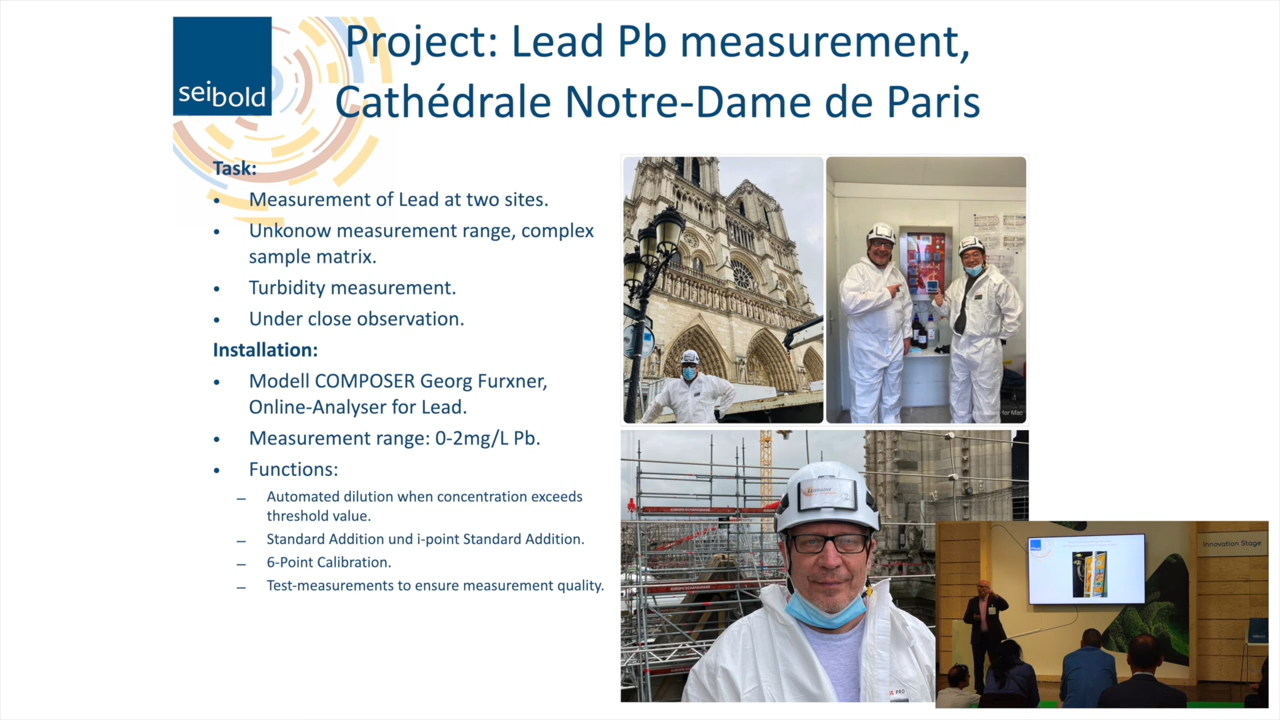 seibold
Project: Lead Pb measurement,
Cathédrale Notre-Dame de Paris
Task:
• Measurement of Lead at two sites.
• Unkonow measurement range, complex
sample matrix.
• Turbidity measurement.
• Under close observation.
Installation:
• Modell COMPOSER Georg Furxner,
Online-Analyser for Lead.
• Measurement range: 0-2mg/L Pb.
• Functions:
– Automated dilution when concentration exceeds
threshold value.
– Standard Addition und i-point Standard Addition.
– 6-Point Calibration.
– Test-measurements to ensure measurement quality.
for Mac
PRO
Innovation Stage